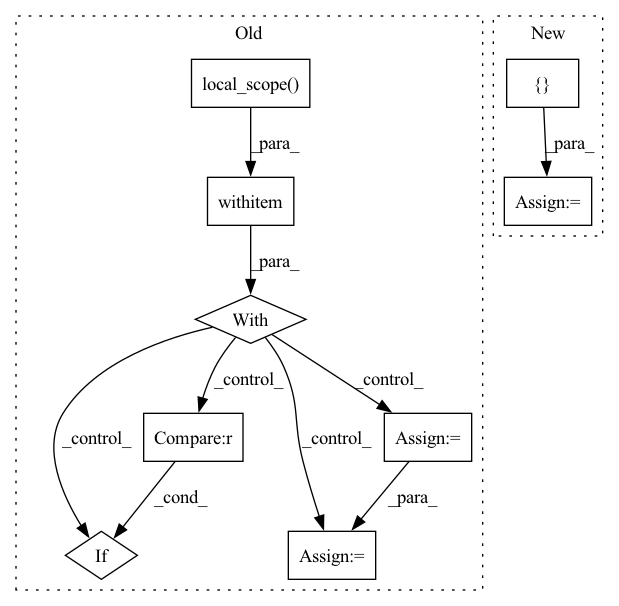 Old
New
local_scope()
{}
_para_
_para_
withitem
Assign:=
_para_
With
_control_
_control_
_control_
_control_
Compare:r
Assign:=
_cond_
_para_
If
Assign:=